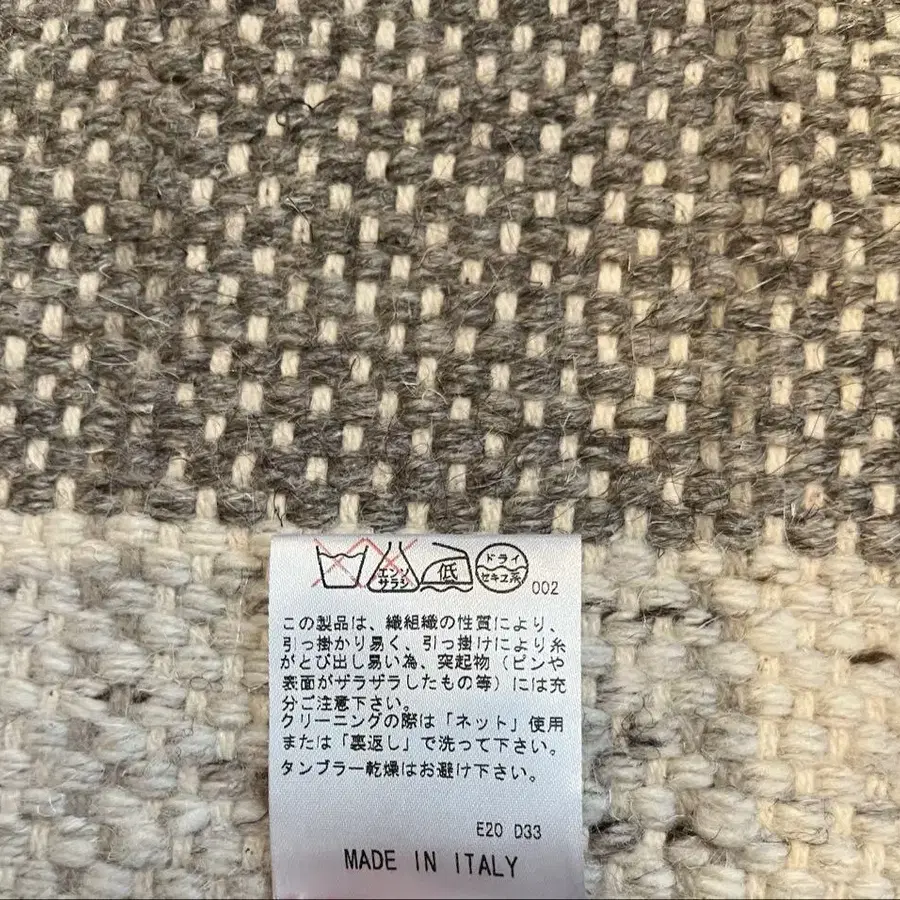 エンソ
サラシ
低
ドライ
セキユ系
002
この製品は、織組織の性質により、
引っ掛かり易く、引っ掛けにより糸
がとび出し易い為、突起物（ピンや
表面がザラザラしたもの等）には充
分ご注意下さい。
クリーニングの際は「ネット」使用
または「裏返し」で洗って下さい。
タンブラー乾燥はお避け下さい。
E20 D33
MADE IN ITALY